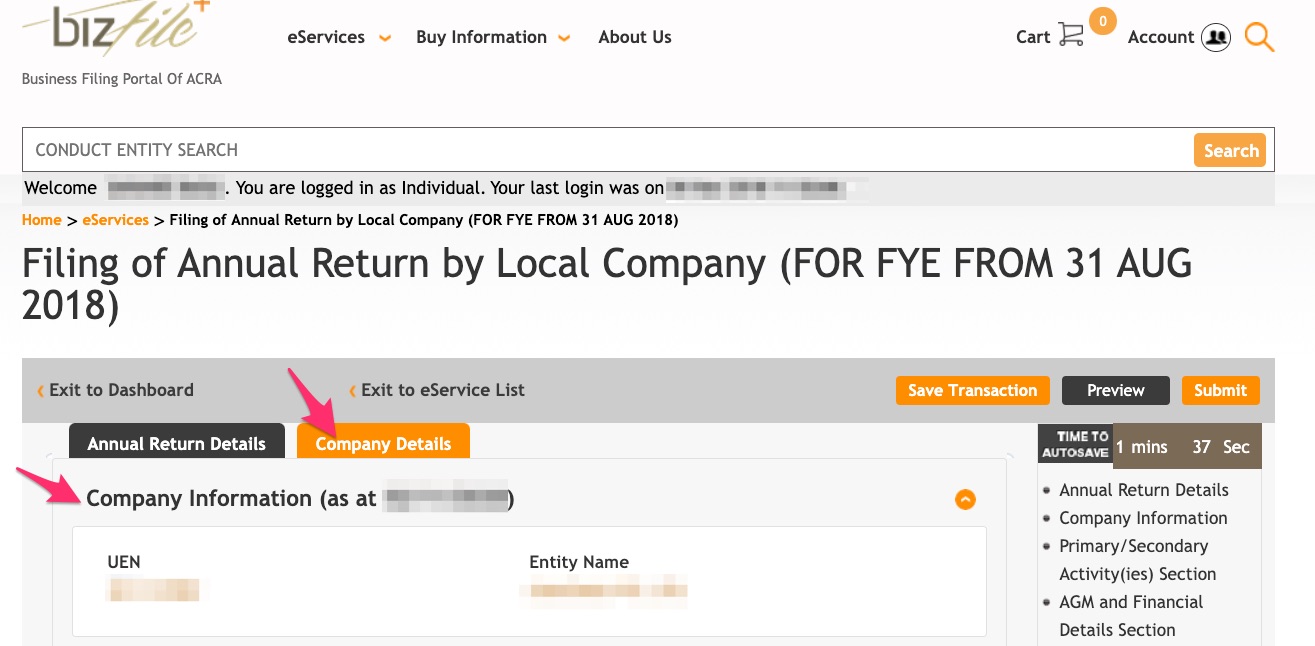 bizfile+
eServices Buy Information About Us Cart 0 Account
Business Filing Portal Of ACRA
CONDUCT ENTITY SEARCH Search
Welcome . You are logged in as Individual. Your last login was on
Home > eServices > Filing of Annual Return by Local Company (FOR FYE FROM 31 AUG 2018)
Filing of Annual Return by Local Company (FOR FYE FROM 31 AUG
2018)
‹ Exit to Dashboard ‹ Exit to eService List Save Transaction Preview Submit
Annual Return Details Company Details
TIME TO
AUTOSAVE 1 mins 37 Sec
Company Information (as at )
UEN Entity Name
• Annual Return Details
• Company Information
• Primary/Secondary
Activity(ies) Section
• AGM and Financial
Details Section